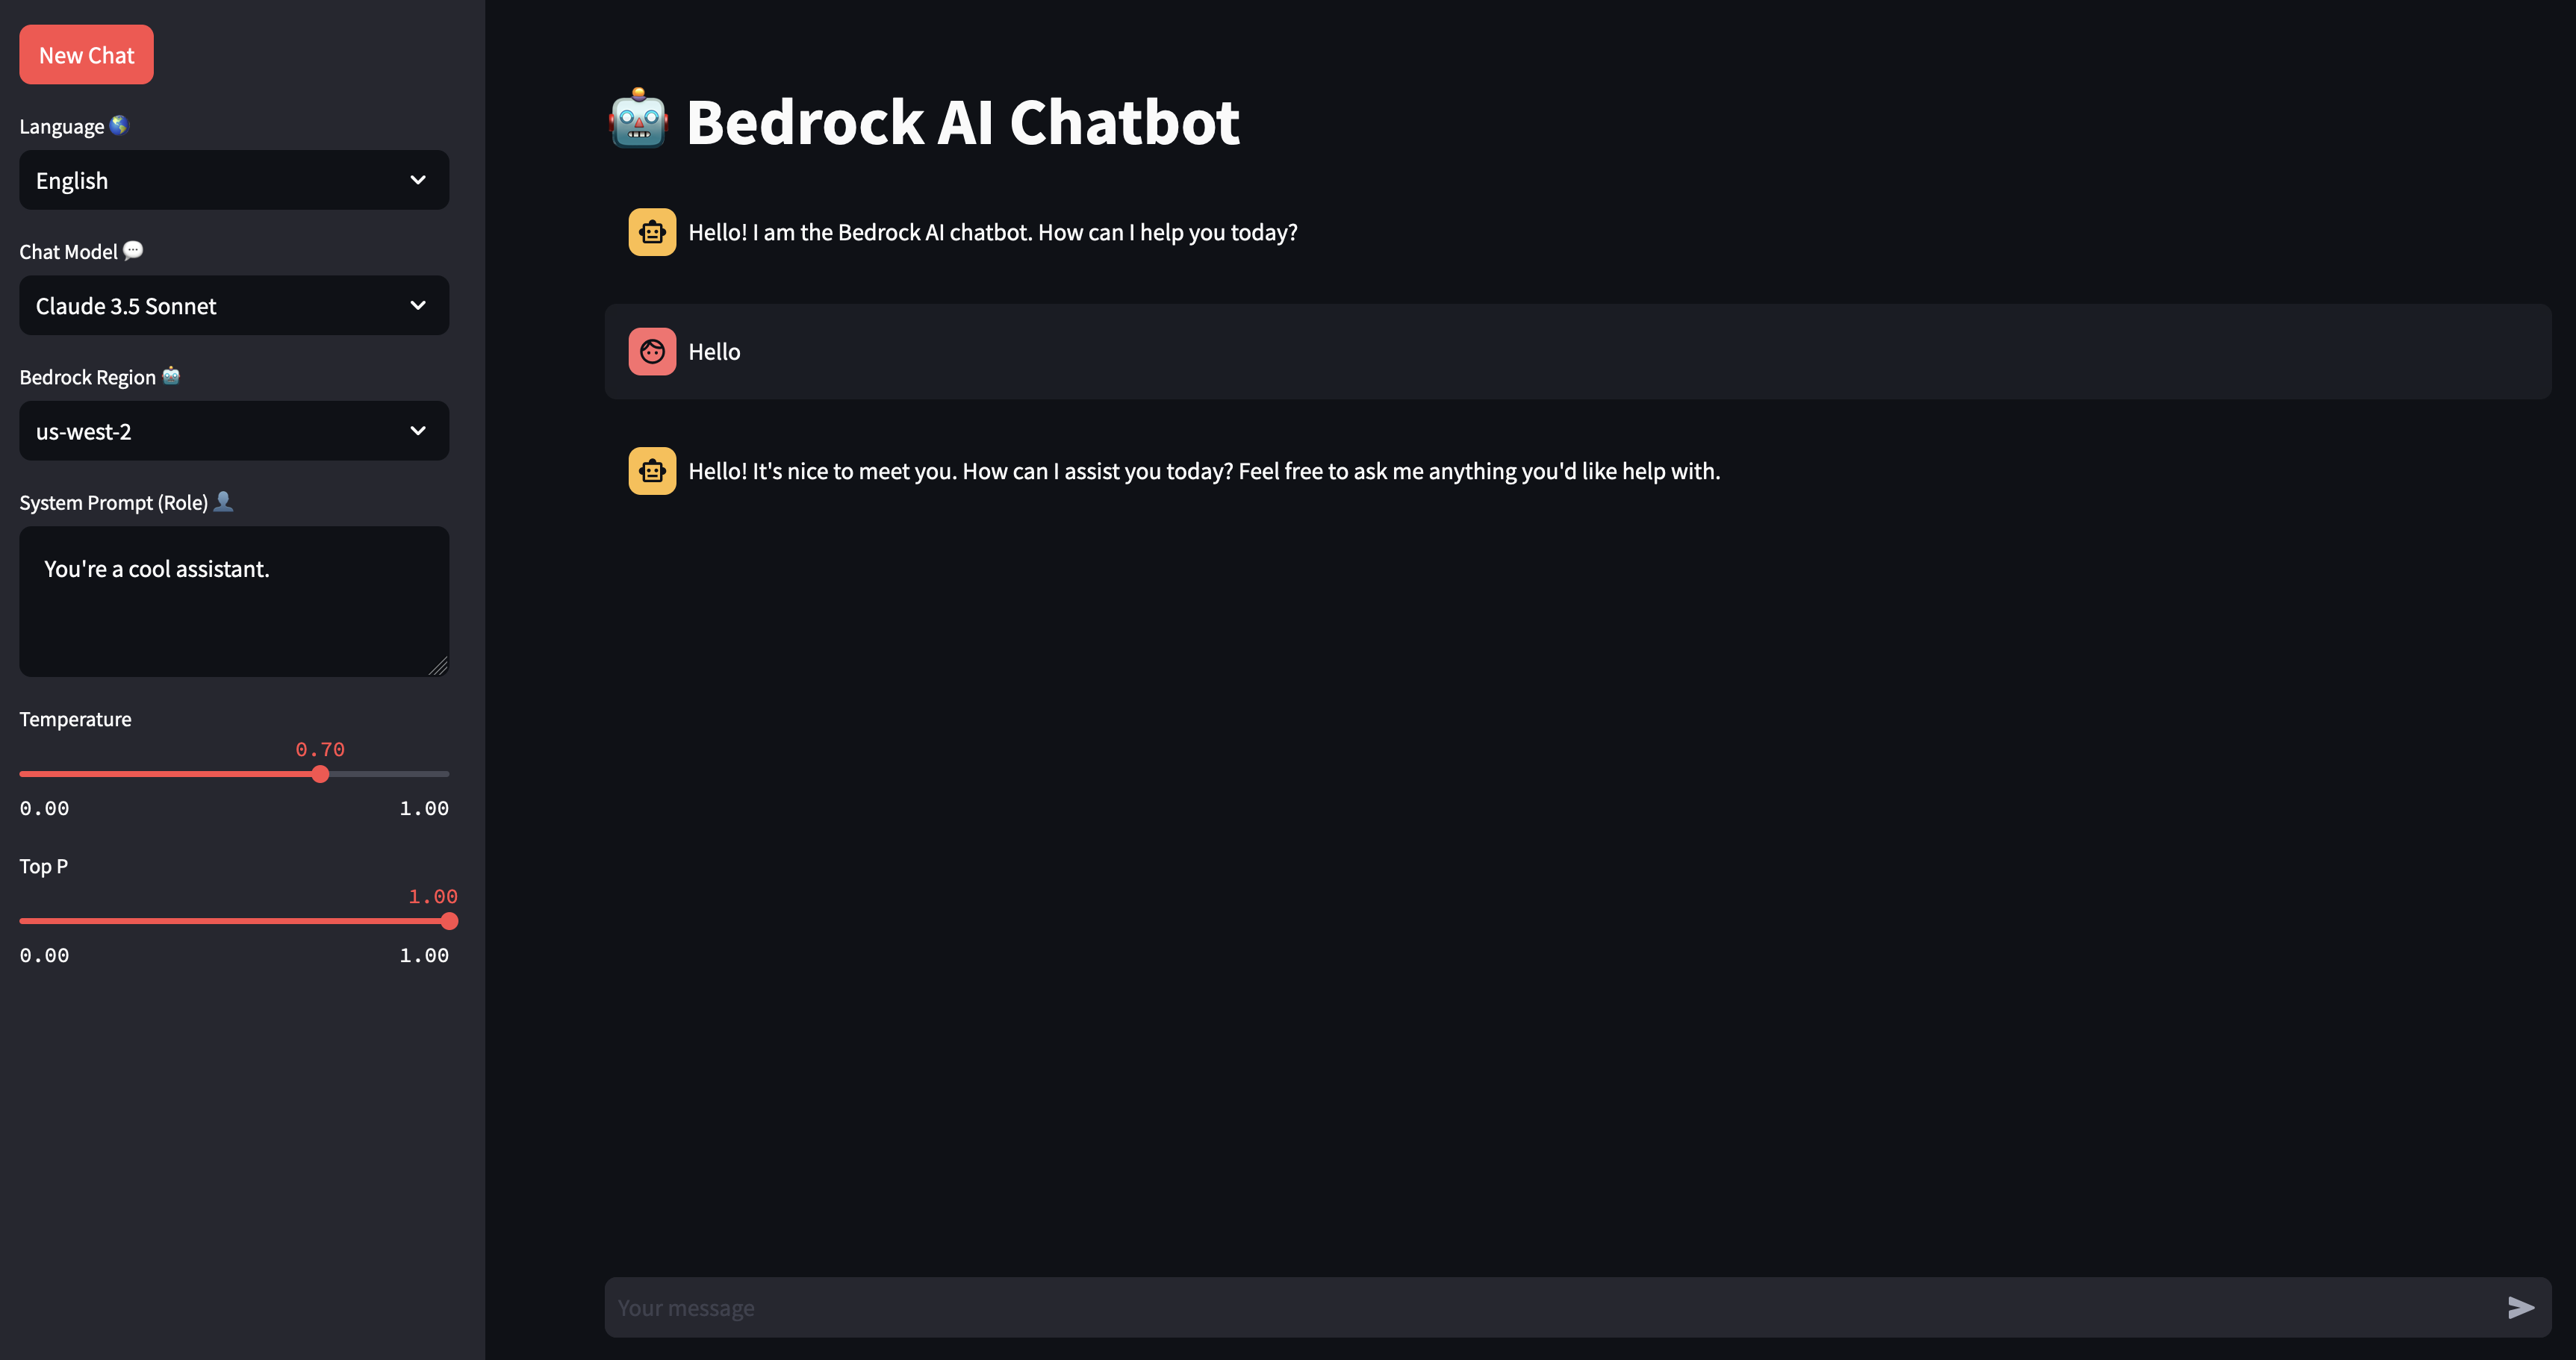 New Chat
Language
English
Chat Model
Claude 3.5 Sonnet
Bedrock Region
us-west-2
System Prompt (Role)
You're a cool assistant.
Temperature
0.70
0.00 1.00
Top P
1.00
0.00 1.00
Bedrock AI Chatbot
Hello! I am the Bedrock AI chatbot. How can I help you today?
Hello
Hello! It's nice to meet you. How can I assist you today? Feel free to ask me anything you'd like help with.
Your message